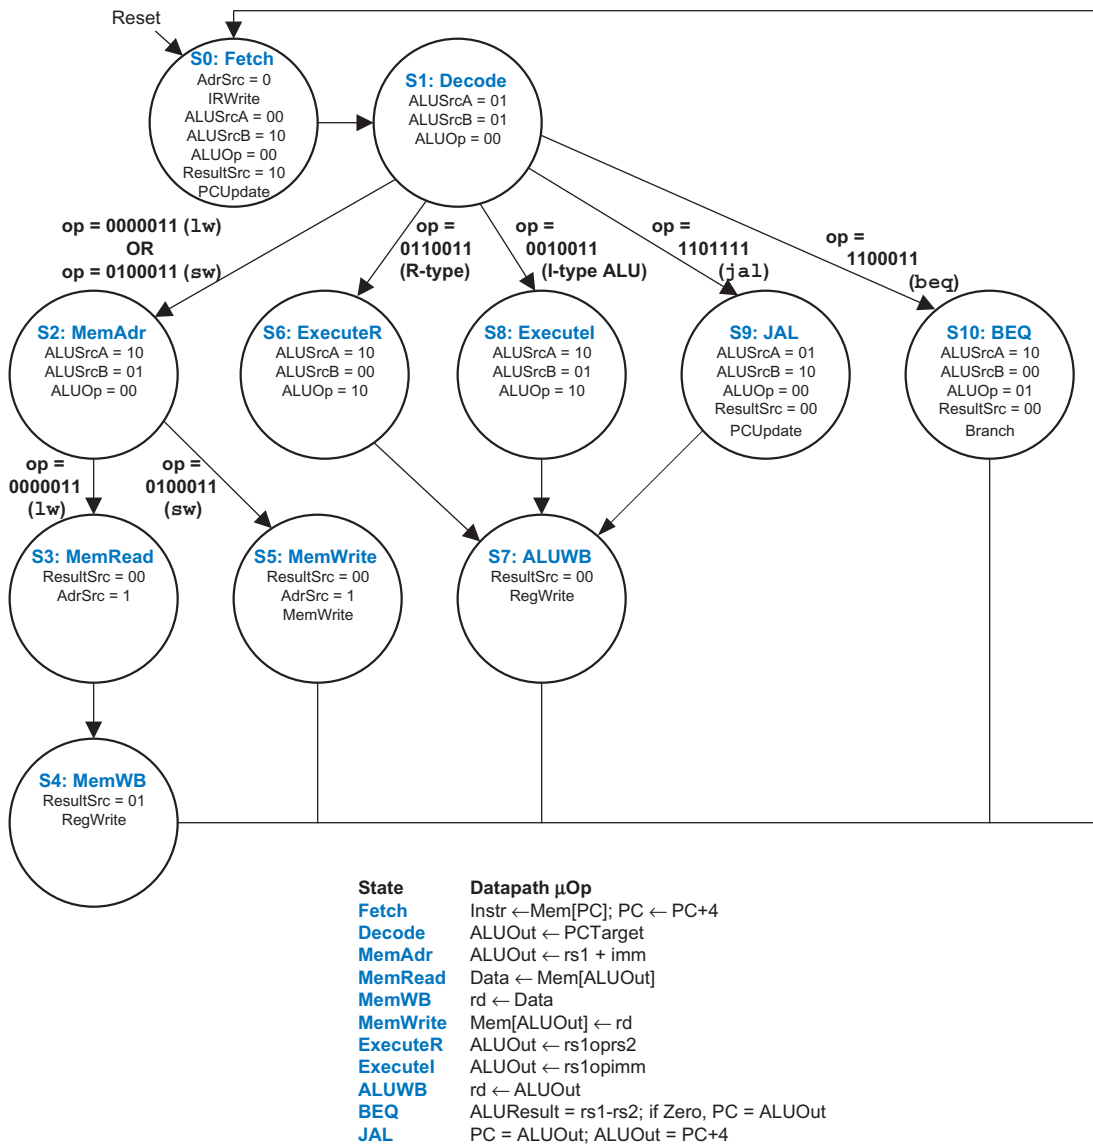 Reset
S0: Fetch
AdrSrc = 0
IRWrite
ALUSrcA = 00
ALUSrcB = 10
ALUOp = 00
ResultSrc = 10
PCUpdate
S1: Decode
ALUSrcA = 01
ALUSrcB = 01
ALUOp = 00
op = 0000011 (lw)
OR
op = 0100011 (sw)
op =
0110011
(R-type)
op =
0010011
(I-type ALU)
op =
1101111
(jal)
op =
1100011
(beq)
S2: MemAdr
ALUSrcA = 10
ALUSrcB = 01
ALUOp = 00
S6: ExecuteR
ALUSrcA = 10
ALUSrcB = 00
ALUOp = 10
S8: ExecuteI
ALUSrcA = 10
ALUSrcB = 01
ALUOp = 10
S9: JAL
ALUSrcA = 01
ALUSrcB = 10
ALUOp = 00
ResultSrc = 00
PCUpdate
S10: BEQ
ALUSrcA = 10
ALUSrcB = 00
ALUOp = 01
ResultSrc = 00
Branch
op =
0000011
(lw)
op =
0100011
(sw)
S3: MemRead
ResultSrc = 00
AdrSrc = 1
S5: MemWrite
ResultSrc = 00
AdrSrc = 1
MemWrite
S7: ALUWB
ResultSrc = 00
RegWrite
S4: MemWB
ResultSrc = 01
RegWrite
State Datapath μOp
Fetch Instr ←Mem[PC]; PC ← PC+4
Decode ALUOut ← PCTarget
MemAdr ALUOut ← rs1 + imm
MemRead Data ← Mem[ALUOut]
MemWB rd ← Data
MemWrite Mem[ALUOut] ← rd
ExecuteR ALUOut ← rs1oprs2
ExecuteI ALUOut ← rs1opimm
ALUWB rd ← ALUOut
BEQ ALUResult = rs1-rs2; if Zero, PC = ALUOut
JAL PC = ALUOut; ALUOut = PC+4